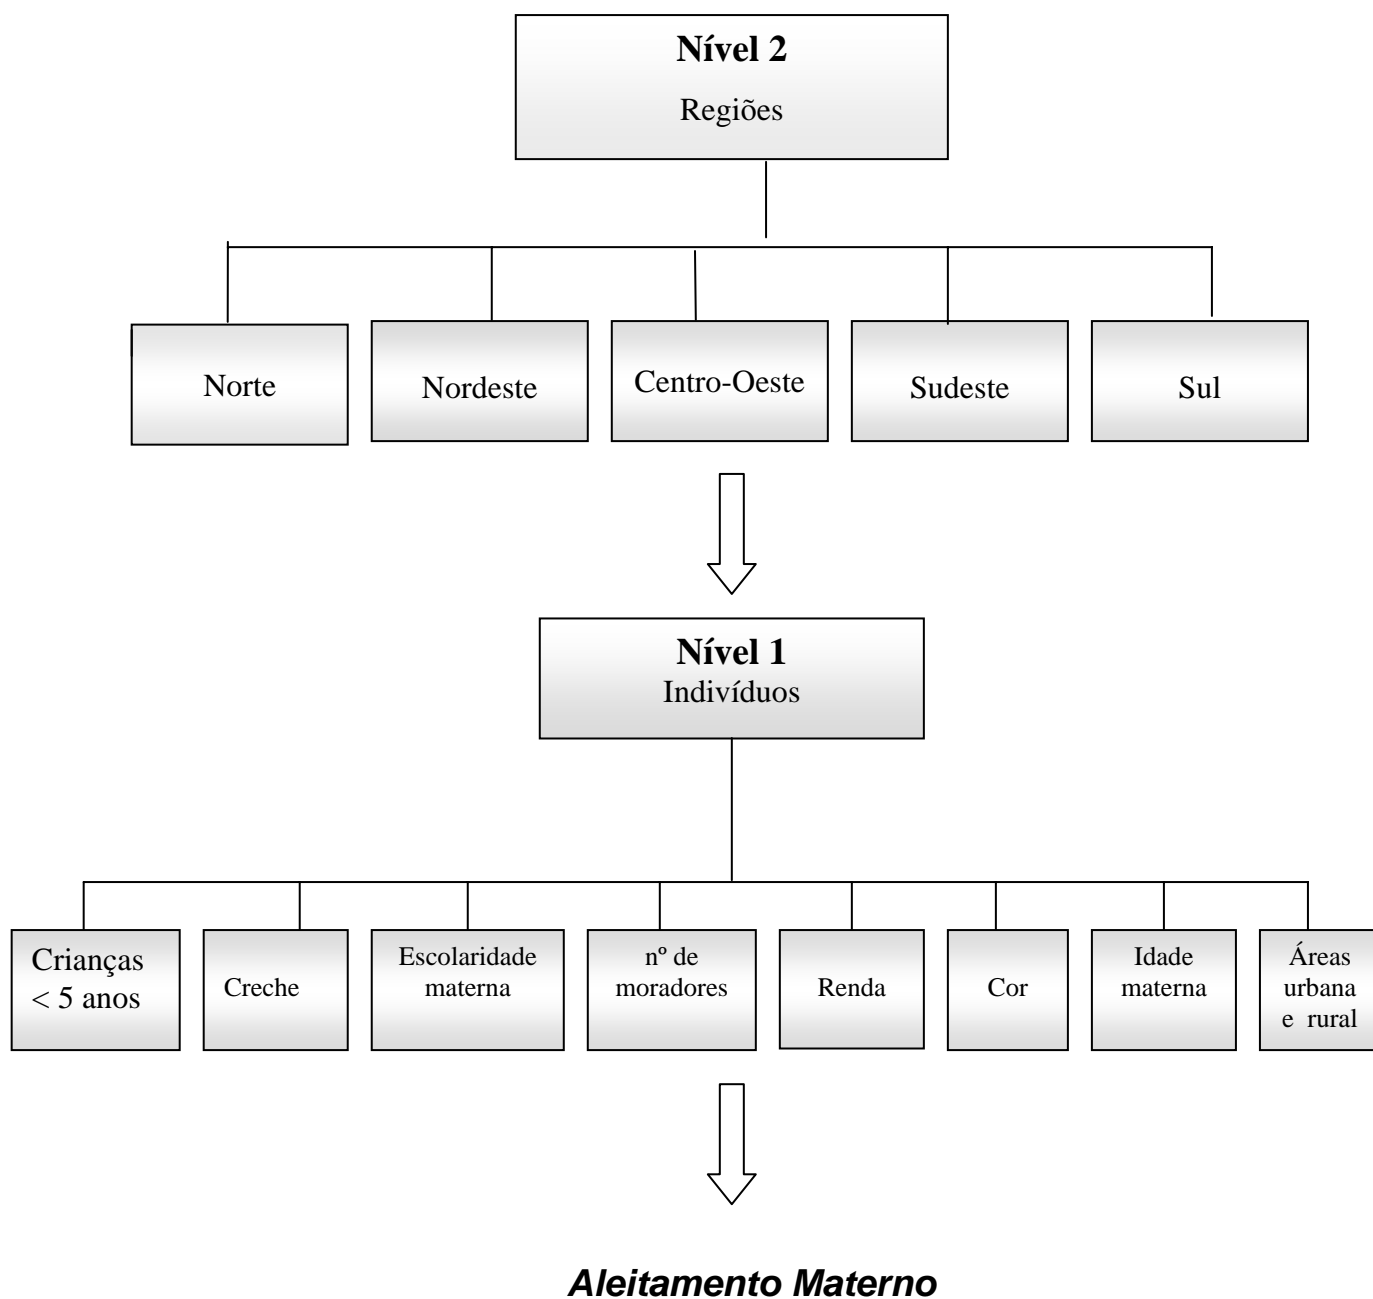 Nível 2
Regiões
Norte
Nordeste
Centro-Oeste
Sudeste
Sul
Nível 1
Indivíduos
Crianças
< 5 anos
Creche
Escolaridade
materna
nº de
moradores
Renda
Cor
Idade
materna
Áreas
urbana
e rural
Aleitamento Materno